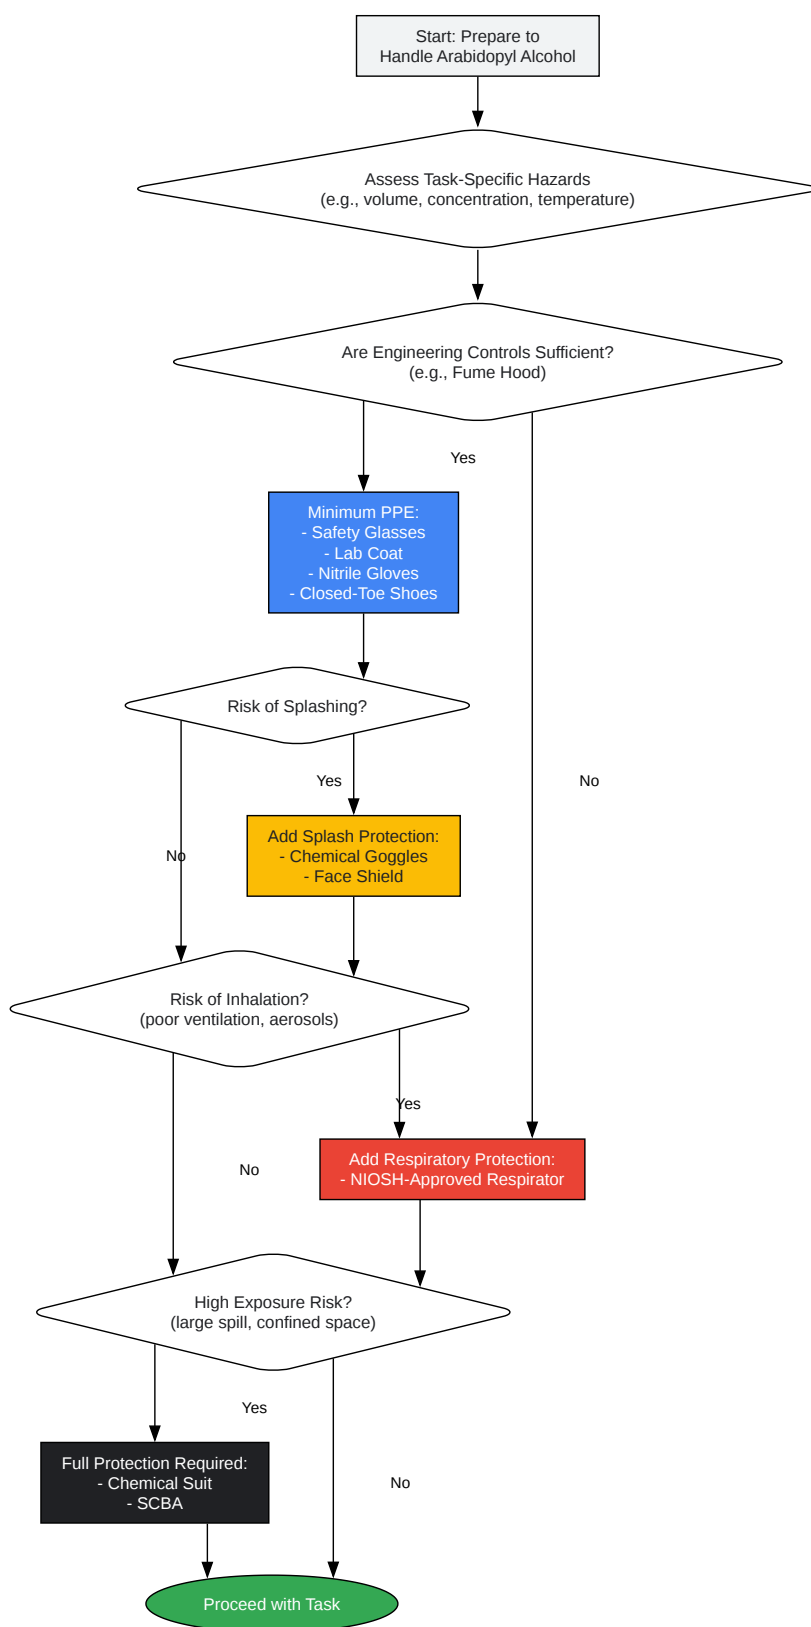 Start: Prepare to
Handle Arabidopyl Alcohol
Assess Task-Specific Hazards
(e.g., volume, concentration, temperature)
Are Engineering Controls Sufficient?
(e.g., Fume Hood)
Yes
Minimum PPE:
- Safety Glasses
- Lab Coat
- Nitrile Gloves
- Closed-Toe Shoes
Risk of Splashing?
Yes
No
Add Splash Protection:
- Chemical Goggles
- Face Shield
No
Risk of Inhalation?
(poor ventilation, aerosols)
Yes
Add Respiratory Protection:
- NIOSH-Approved Respirator
No
High Exposure Risk?
(large spill, confined space)
Yes
Full Protection Required:
- Chemical Suit
- SCBA
No
Proceed with Task